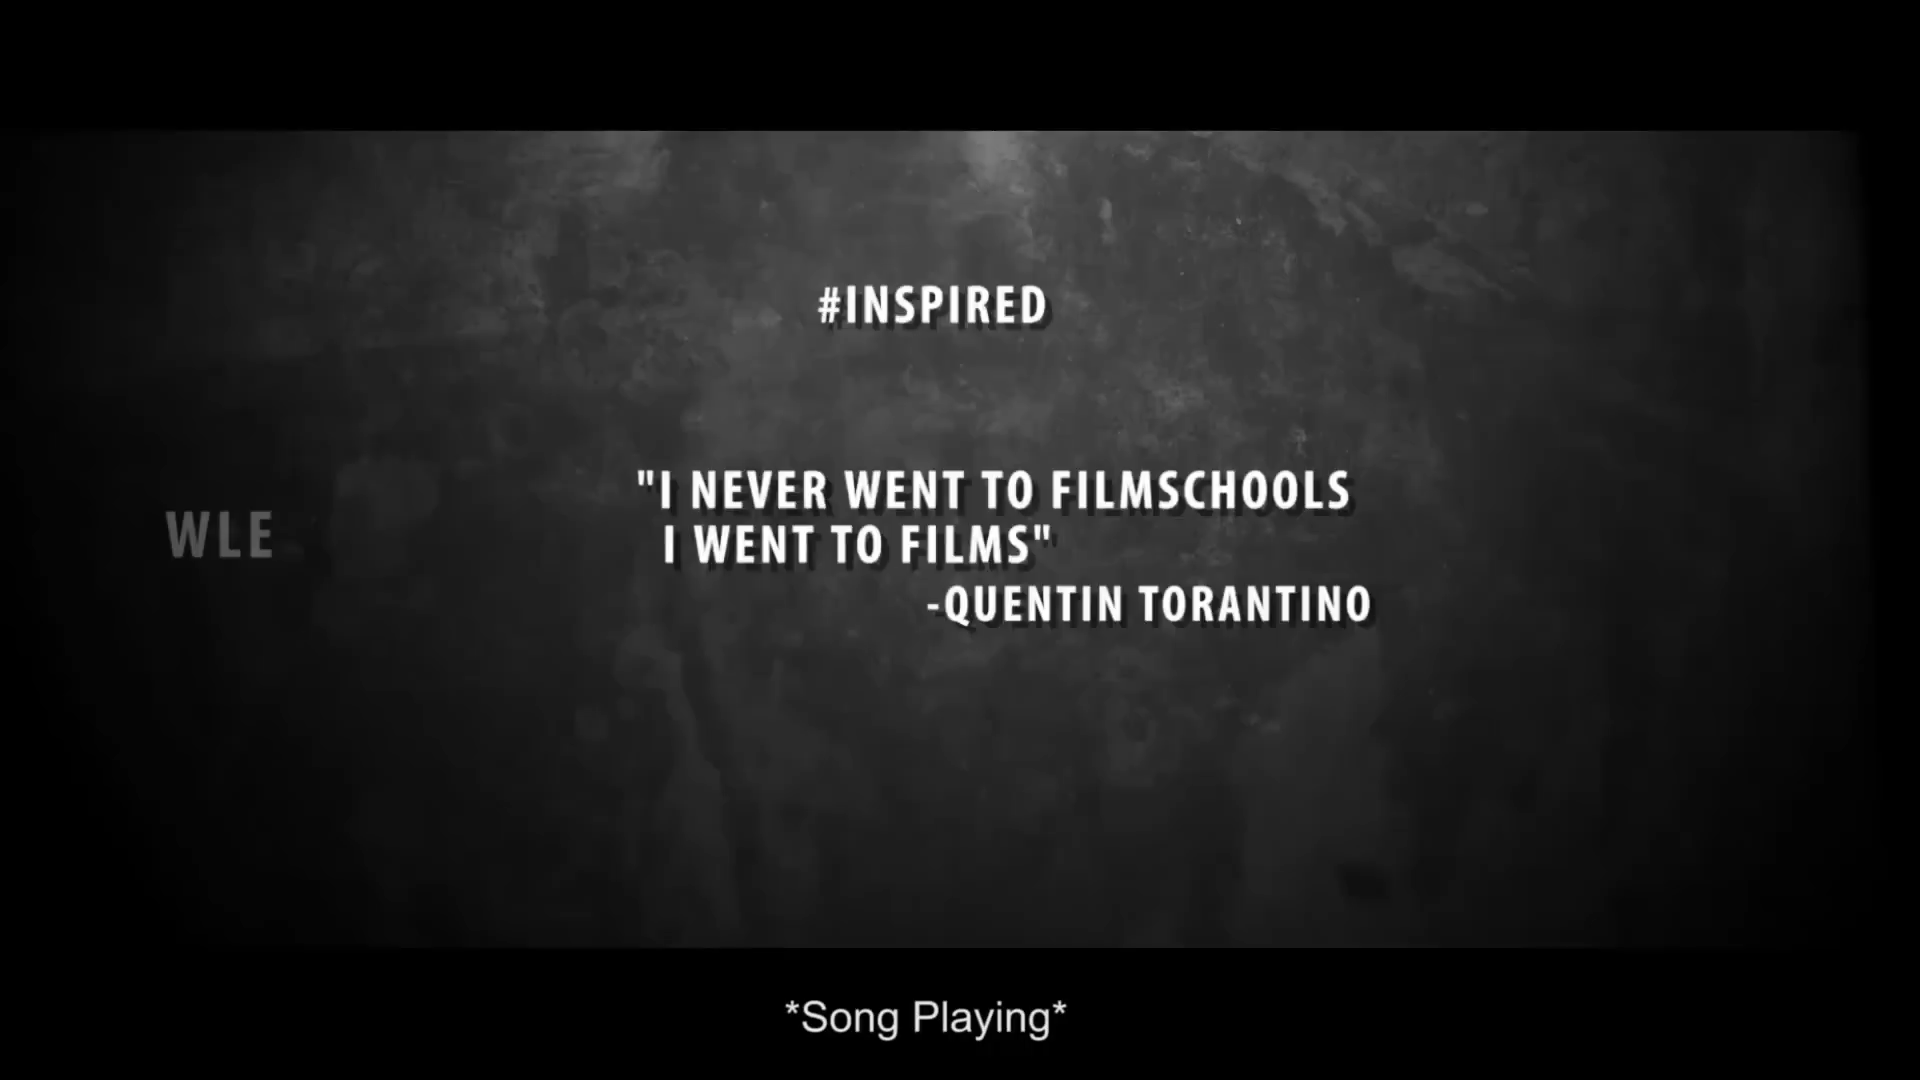 #INSPIRED
"I NEVER WENT TO FILMSCHOOLS
I WENT TO FILMS"
WLE
-QUENTIN TORANTINO
*Song Playing*